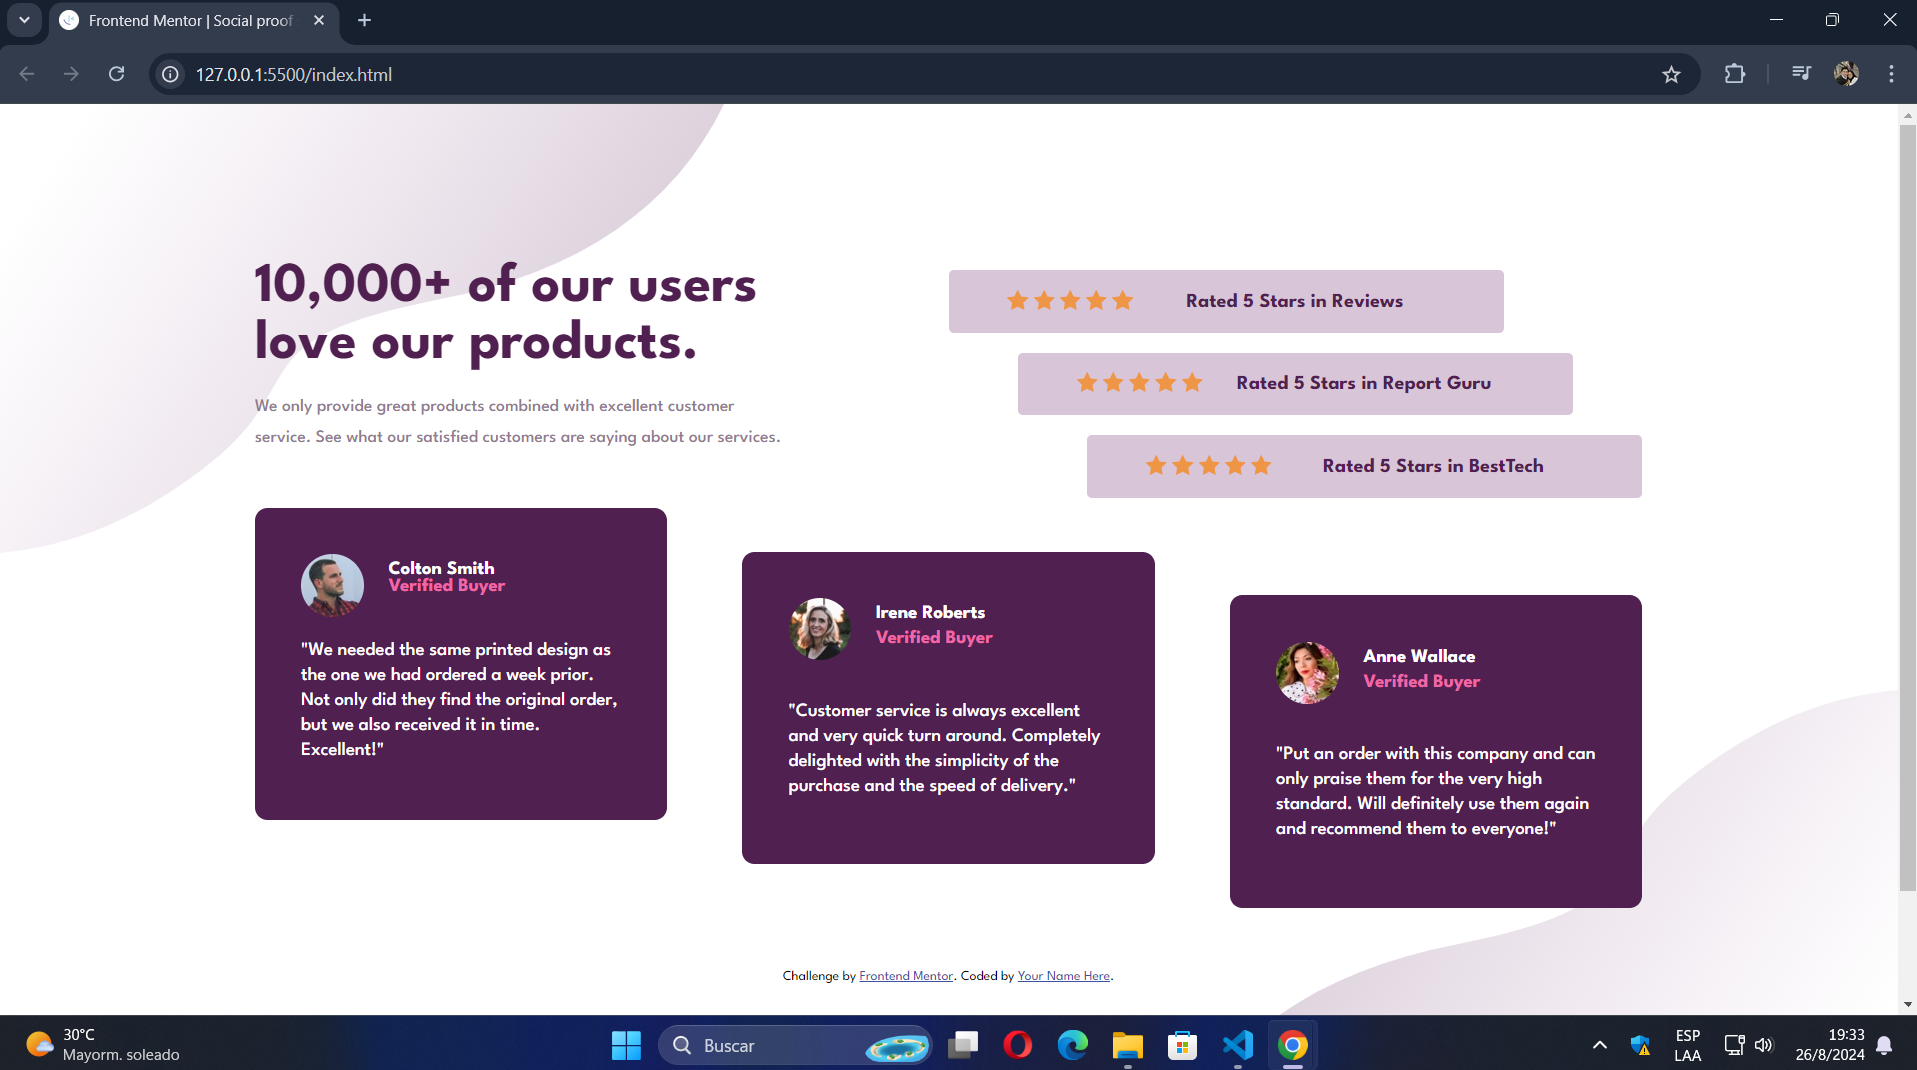 Frontend Mentor | Social proof
127.0.0.1:5500/index.html
10,000+ of our users
love our products.
We only provide great products combined with excellent customer
service. See what our satisfied customers are saying about our services.
Rated 5 Stars in Reviews
Rated 5 Stars in Report Guru
Rated 5 Stars in BestTech
Colton Smith
Verified Buyer
"We needed the same printed design as
the one we had ordered a week prior.
Not only did they find the original order,
but we also received it in time.
Excellent!"
Irene Roberts
Verified Buyer
"Customer service is always excellent
and very quick turn around. Completely
delighted with the simplicity of the
purchase and the speed of delivery."
Anne Wallace
Verified Buyer
"Put an order with this company and can
only praise them for the very high
standard. Will definitely use them again
and recommend them to everyone!"
Challenge by Frontend Mentor. Coded by Your Name Here.
30°C
Mayorm. soleado
Buscar
ESP
LAA
19:33
26/8/2024